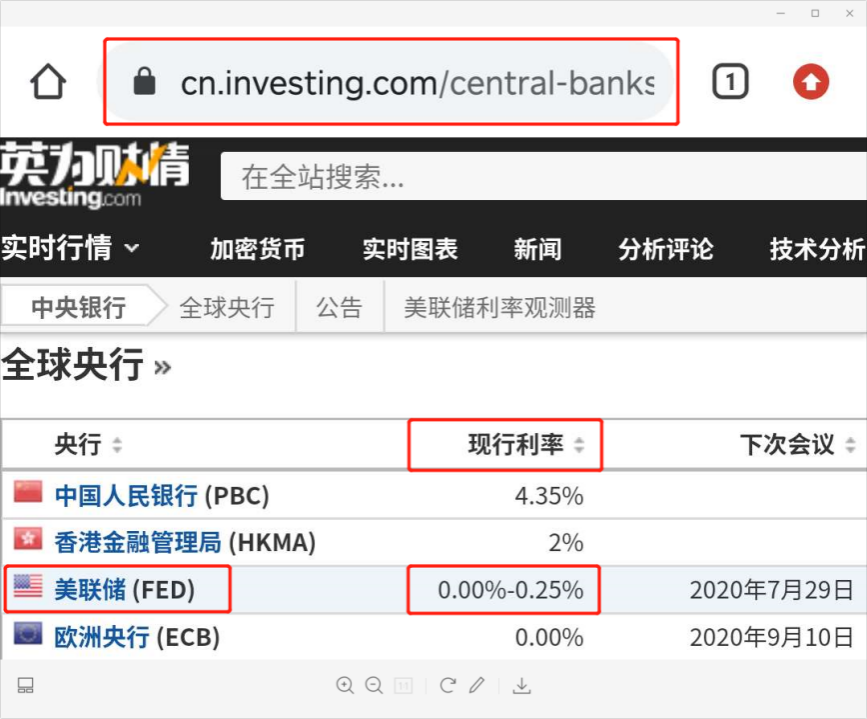 cn.investing.com/central-banks
1
英为财情
Investing.com
在全站搜索...
实时行情 加密货币 实时图表 新闻 分析评论 技术分析
中央银行 全球央行 公告 美联储利率观测器
全球央行 »
央行 现行利率 下次会议
中国人民银行 (PBC) 4.35%
香港金融管理局 (HKMA) 2%
美联储 (FED) 0.00%-0.25% 2020年7月29日
欧洲央行 (ECB) 0.00% 2020年9月10日
1:1